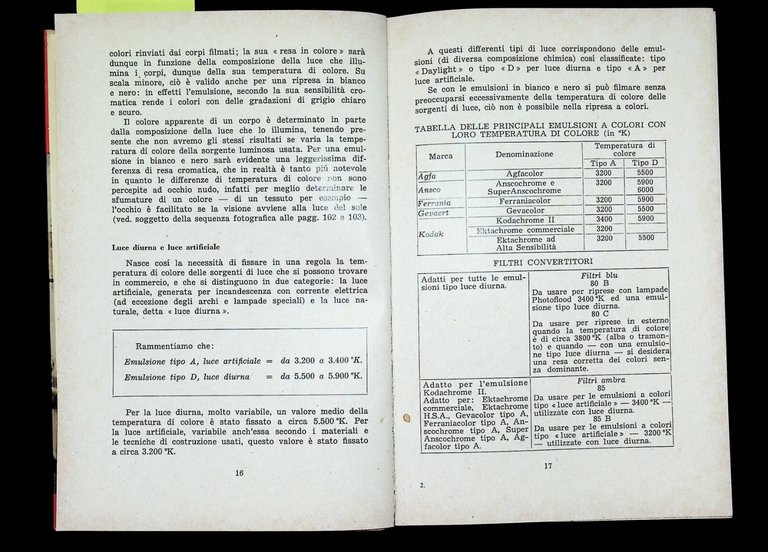 colori rinviati dai corpi filmati; la sua « resa in colore » sarà
dunque in funzione della composizione della luce che illu-
mina i corpi, dunque della sua temperatura di colore. Su
scala minore, ciò è valido anche per una ripresa in bianco
e nero: in effetti l'emulsione, secondo la sua sensibilità cro-
matica rende i colori con delle gradazioni di grigio chiaro
e scuro.
Il colore apparente di un corpo è determinato in parte
dalla composizione della luce che lo illumina, tenendo pre-
sente che non avremo gli stessi risultati se varia la tempe-
ratura di colore della sorgente luminosa usata. Per una emul-
sione in bianco e nero sarà evidente una leggerissima dif-
ferenza di resa cromatica, che in realtà è tanto più notevole
in quanto le differenze di temperatura di colore non sono
percepite ad occhio nudo, infatti per meglio determinare le
sfumature di un colore — di un tessuto per esempio —
l'occhio è facilitato se la visione avviene alla luce del sole
(ved. soggetto della sequenza fotografica alle pagg. 102 e 103).
Luce diurna e luce artificiale
Nasce così la necessità di fissare in una regola la tem-
peratura di colore delle sorgenti di luce che si possono trovare
in commercio, e che si distinguono in due categorie: la luce
artificiale, generata per incandescenza con corrente elettrica
(ad eccezione degli archi e lampade speciali) e la luce na-
turale, detta « luce diurna ».
Rammentiamo che:
Emulsione tipo A, luce artificiale = da 3.200 a 3.400 °K.
Emulsione tipo D, luce diurna = da 5.500 a 5.900 °K.
Per la luce diurna, molto variabile, un valore medio della
temperatura di colore è stato fissato a circa 5.500 °K. Per
la luce artificiale, variabile anch'essa secondo i materiali e
le tecniche di costruzione usati, questo valore è stato fissato
a circa 3.200 °K.
16
A questi differenti tipi di luce corrispondono delle emul-
sioni (di diversa composizione chimica) così classificate: tipo
« Daylight » o tipo « D » per luce diurna e tipo « A » per
luce artificiale.
Se con le emulsioni in bianco e nero si può filmare senza
preoccuparsi eccessivamente della temperatura di colore delle
sorgenti di luce, ciò non è possibile nella ripresa a colori.
TABELLA DELLE PRINCIPALI EMULSIONI A COLORI CON
LORO TEMPERATURA DI COLORE (in °K)
Marca Denominazione Temperatura di colore
Tipo A Tipo D
Agfa Agfacolor 3200 5500
Ansco Anscochrome e 3200 5900
SuperAnscochrome 6000
Ferrania Ferraniacolor 3200 5900
Gevaert Gevacolor 3200 5500
Kodak Kodachrome II 3400 5900
Ektachrome commerciale 3200
Ektachrome ad 3200 5500
Alta Sensibilità
FILTRI CONVERTITORI
Adatti per tutte le emul-
sioni tipo luce diurna.
Filtri blu
80 B
Da usare per riprese con lampade
Photoflood 3400 °K ed una emul-
sione tipo luce diurna.
80 C
Da usare per riprese in esterno
quando la temperatura di colore
è di circa 3800 °K (alba o tramon-
to) e quando — con una emulsio-
ne tipo luce diurna — si desidera
una resa corretta dei colori sen-
za dominante.
Adatto per l'emulsione
Kodachrome II.
Adatto per: Ektachrome
commerciale, Ektachrome
H.S.A., Gevacolor tipo A,
Ferraniacolor tipo A, An-
scochrome tipo A, Super
Anscochrome tipo A, Ag-
facolor tipo A.
Filtri ambra
85
Da usare per le emulsioni a colori
tipo « luce artificiale » — 3400 °K —
utilizzate con luce diurna.
85 B
Da usare per le emulsioni a colori
tipo « luce artificiale » — 3200 °K
— utilizzate con luce diurna.
17
2.